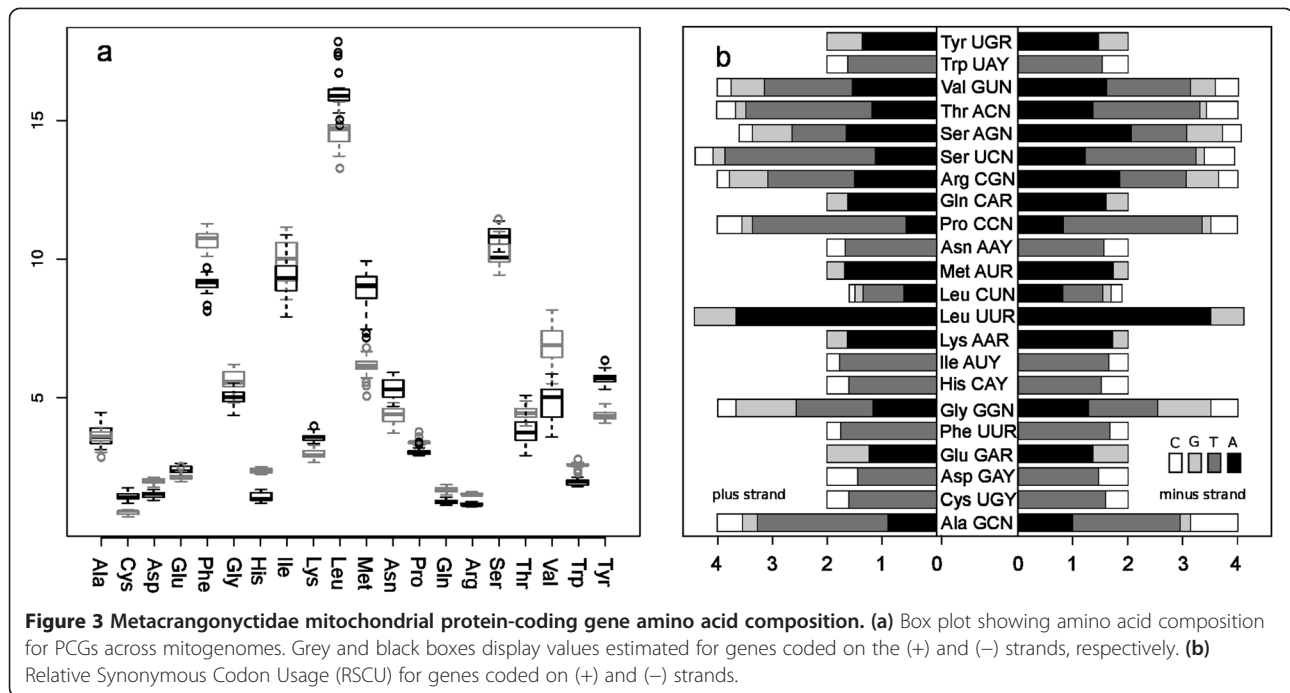 a
15
10
5
Ala
Cys
Asp
Glu
Phe
Gly
His
Ile
Lys
Leu
Met
Asn
Pro
Gln
Arg
Ser
Thr
Val
Trp
Tyr
b
Tyr UGR
Trp UAY
Val GUN
Thr ACN
Ser AGN
Ser UCN
Arg CGN
Gln CAR
Pro CCN
Asn AAY
Met AUR
Leu CUN
Leu UUR
Lys AAR
Ile AUY
His CAY
Gly GGN
Phe UUR
Glu GAR
Asp GAY
Cys UGY
Ala GCN
C G T A
plus strand
minus strand
4 3 2 1 0 0 1 2 3 4
Figure 3 Metacrangonyctidae mitochondrial protein-coding gene amino acid composition. (a) Box plot showing amino acid composition
for PCGs across mitogenomes. Grey and black boxes display values estimated for genes coded on the (+) and (−) strands, respectively. (b)
Relative Synonymous Codon Usage (RSCU) for genes coded on (+) and (−) strands.